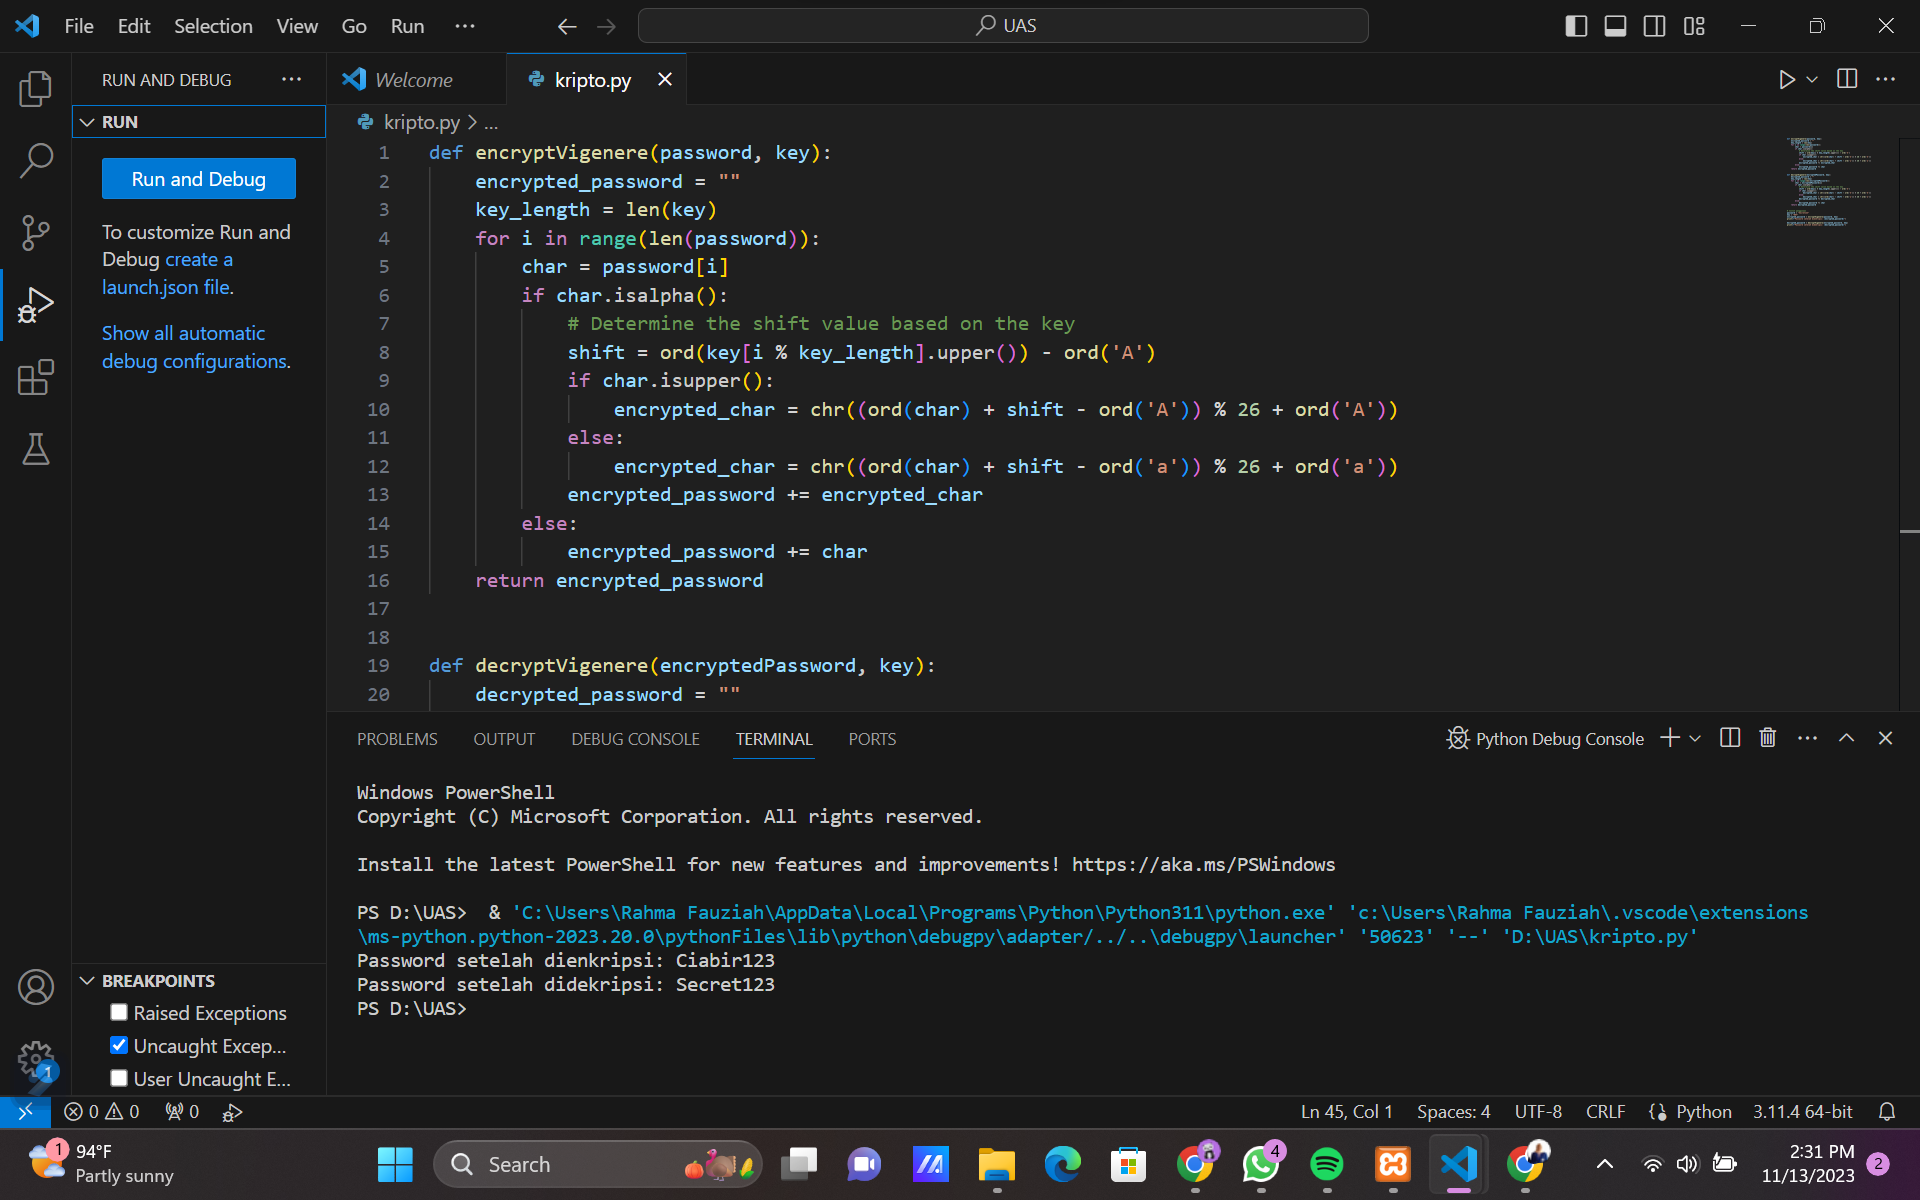 File Edit Selection View Go Run ... UAS
RUN AND DEBUG ...
Welcome
kripto.py
RUN
kripto.py > ...
Run and Debug
To customize Run and
Debug create a
launch.json file.
Show all automatic
debug configurations.
1 def encryptVigenere(password, key):
2 encrypted_password = ""
3 key_length = len(key)
4 for i in range(len(password)):
5 char = password[i]
6 if char.isalpha():
7 # Determine the shift value based on the key
8 shift = ord(key[i % key_length].upper()) - ord('A')
9 if char.isupper():
10 encrypted_char = chr((ord(char) + shift - ord('A')) % 26 + ord('A'))
11 else:
12 encrypted_char = chr((ord(char) + shift - ord('a')) % 26 + ord('a'))
13 encrypted_password += encrypted_char
14 else:
15 encrypted_password += char
16 return encrypted_password
17
18
19 def decryptVigenere(encryptedPassword, key):
20 decrypted_password = ""
PROBLEMS OUTPUT DEBUG CONSOLE TERMINAL PORTS
Python Debug Console
Windows PowerShell
Copyright (C) Microsoft Corporation. All rights reserved.
Install the latest PowerShell for new features and improvements! https://aka.ms/PSWindows
PS D:\UAS>  & 'C:\Users\Rahma Fauziah\AppData\Local\Programs\Python\Python311\python.exe' 'c:\Users\Rahma Fauziah\.vscode\extensions
\ms-python.python-2023.20.0\pythonFiles\lib\python\debugpy\adapter/../..\debugpy\launcher' '50623' '--' 'D:\UAS\kripto.py'
Password setelah dienkripsi: Ciabir123
Password setelah didekripsi: Secret123
PS D:\UAS>
BREAKPOINTS
Raised Exceptions
Uncaught Excep...
User Uncaught E...
1
0 0 0
Ln 45, Col 1 Spaces: 4 UTF-8 CRLF Python 3.11.4 64-bit
1
94°F
Partly sunny
Search
4
2:31 PM
11/13/2023
2